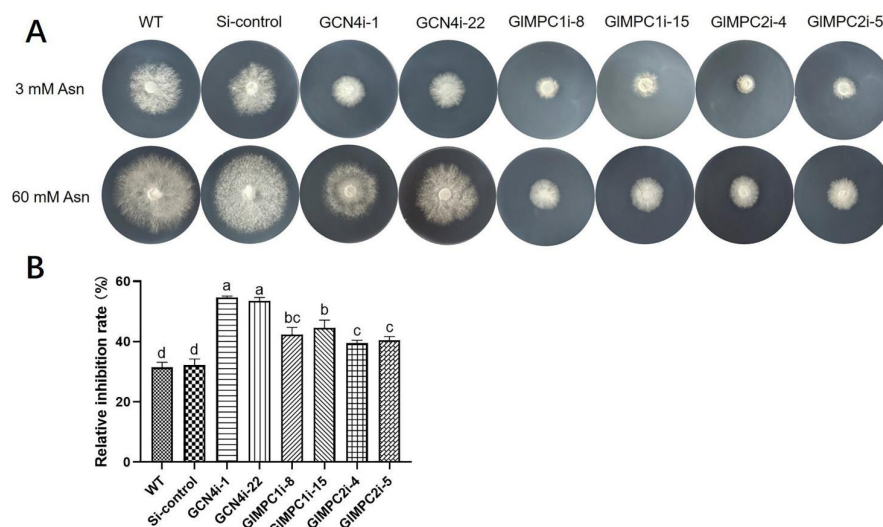 A
WT Si-control GCN4i-1 GCN4i-22 GlMPC1i-8 GlMPC1i-15 GlMPC2i-4 GlMPC2i-5
3 mM Asn
60 mM Asn
B
Relative inhibition rate (%)
60
40
20
0
d d a a bc b c c
WT Si-control GCN4i-1 GCN4i-22 GlMPC1i-8 GlMPC1i-15 GlMPC2i-4 GlMPC2i-5